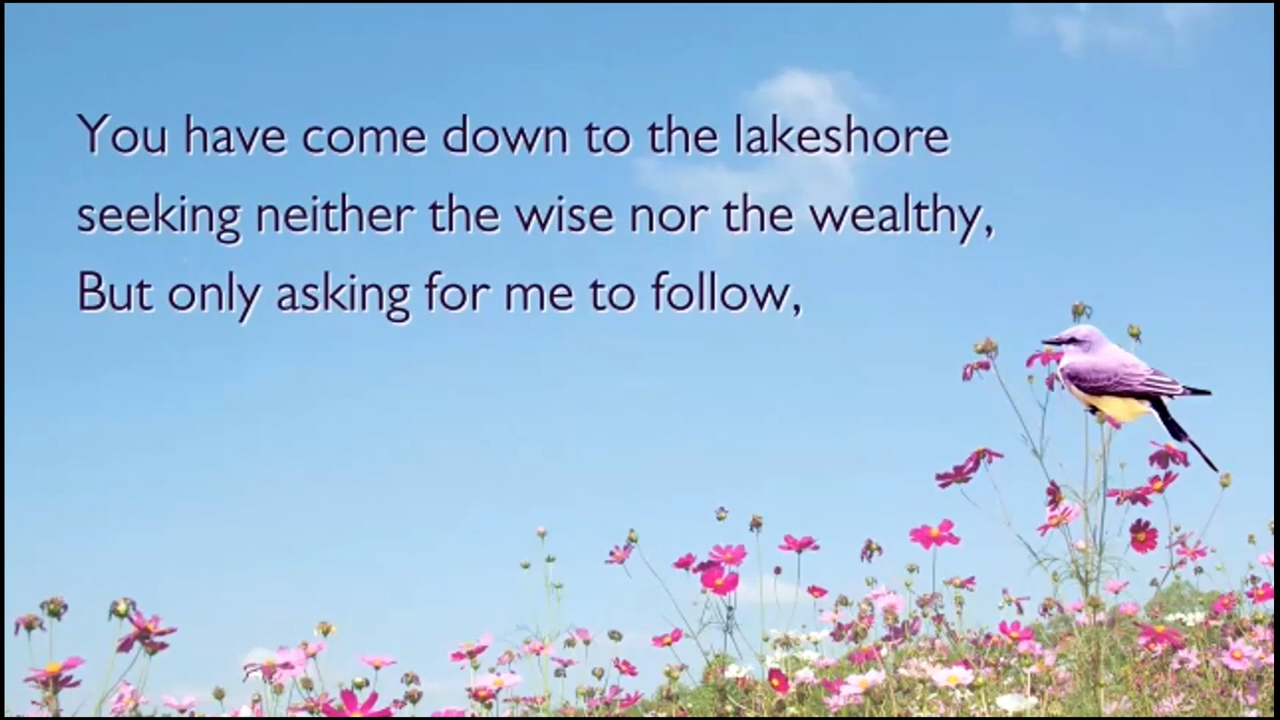 You have come down to the lakeshore
seeking neither the wise nor the wealthy,
But only asking for me to follow,